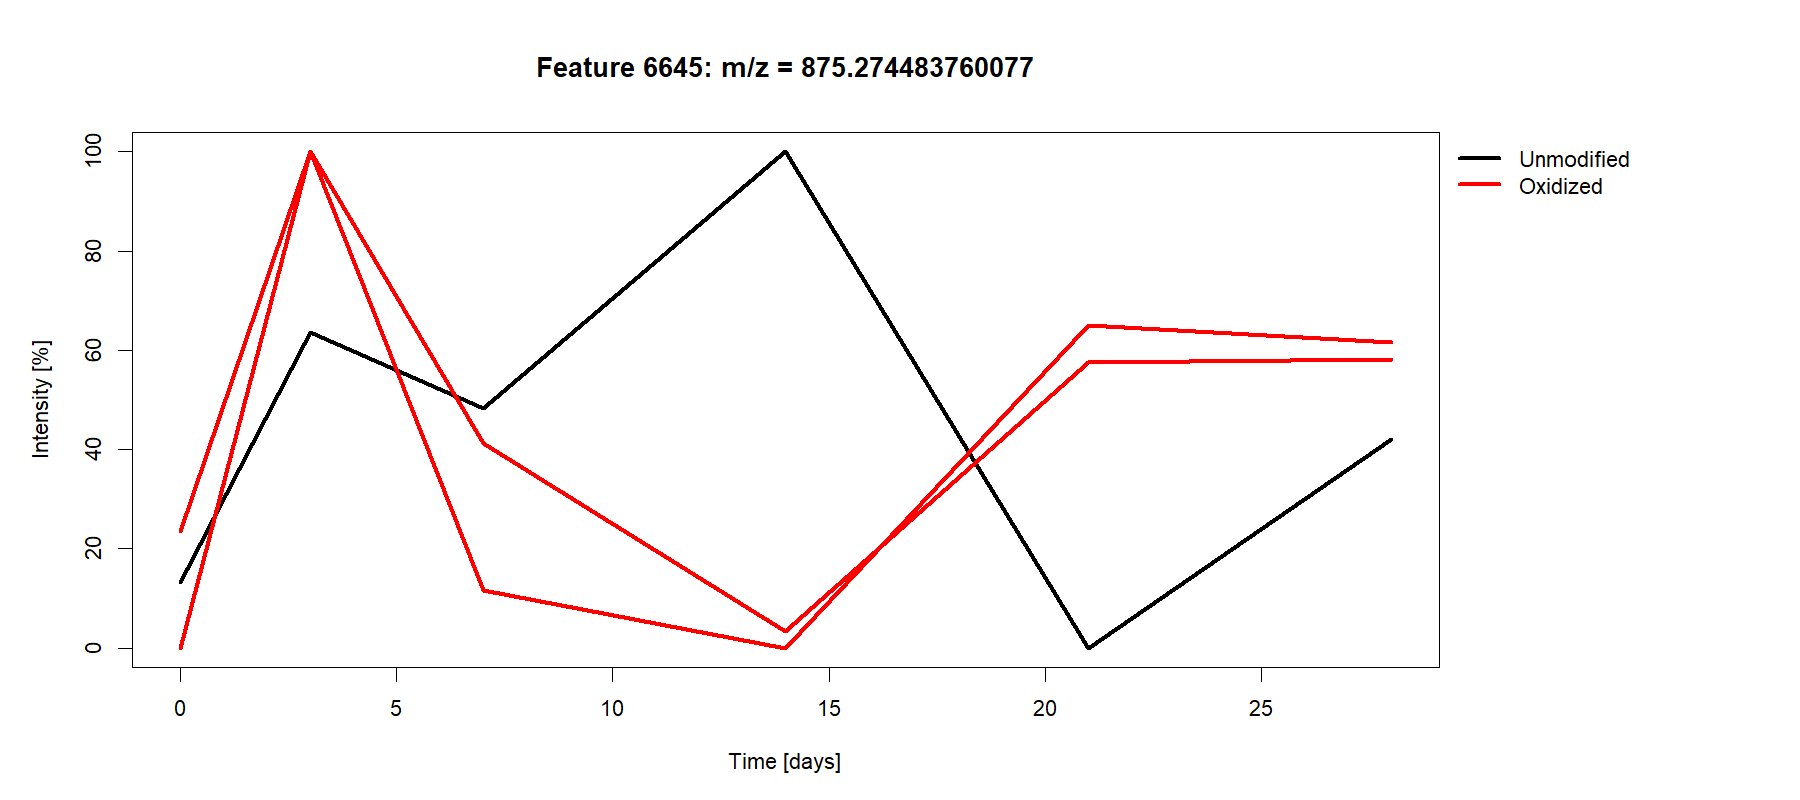 Feature 6645: m/z = 875.274483760077
Unmodified
Oxidized
Intensity [%]
100
80
60
40
20
0
0 5 10 15 20 25
Time [days]